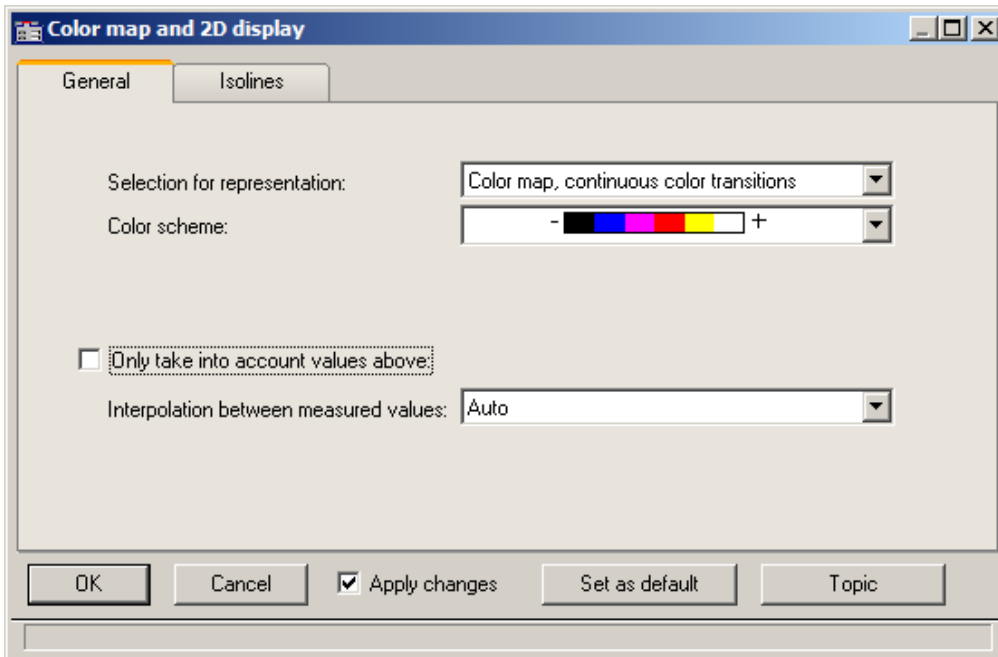 Color map and 2D display
General Isolines
Selection for representation: Color map, continuous color transitions
Color scheme: - +
Only take into account values above:
Interpolation between measured values: Auto
OK Cancel Apply changes Set as default Topic